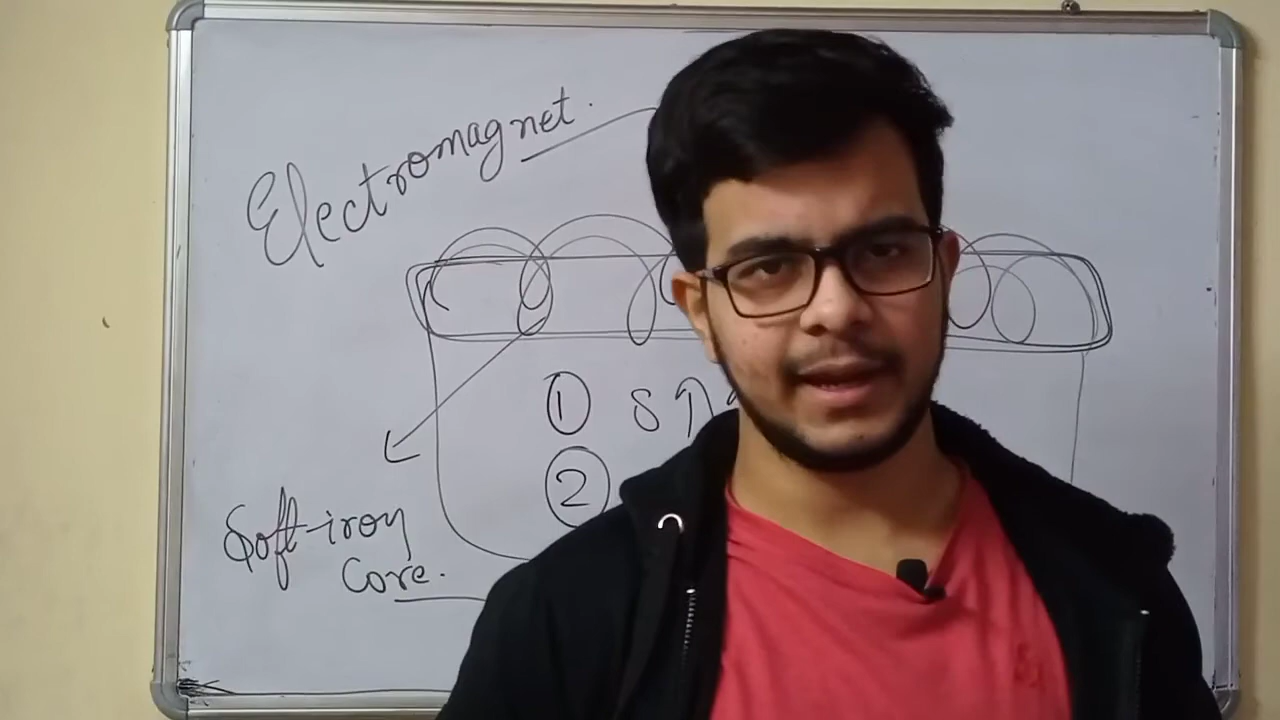 Electromagnet.
①
②
Soft-iron
Core.